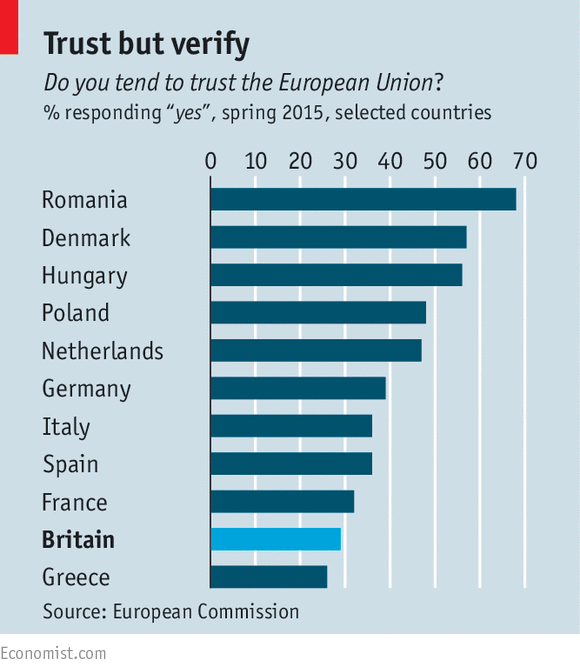 Trust but verify
Do you tend to trust the European Union?
% responding “yes”, spring 2015, selected countries
0 10 20 30 40 50 60 70
Romania
Denmark
Hungary
Poland
Netherlands
Germany
Italy
Spain
France
Britain
Greece
Source: European Commission
Economist.com